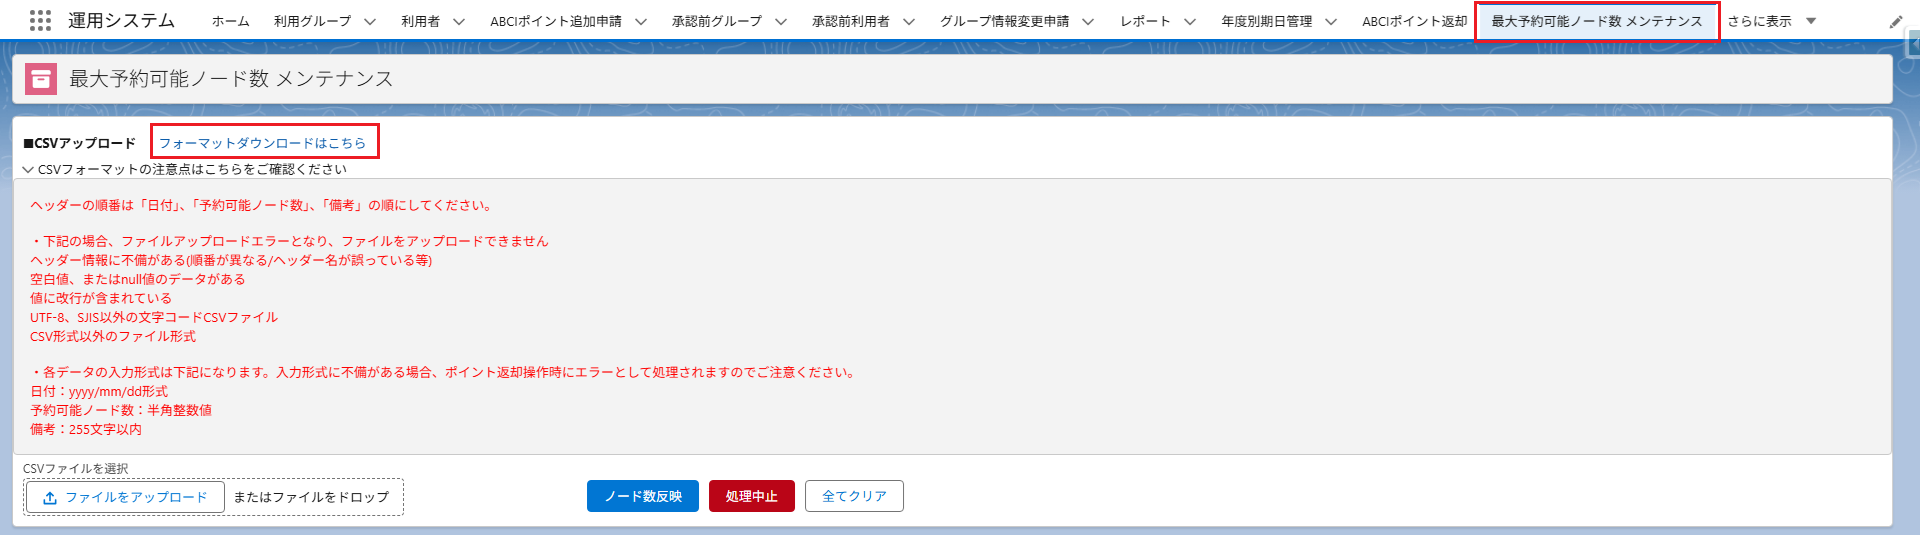 運用システム ホーム 利用グループ 利用者 ABCIポイント追加申請 承認前グループ 承認前利用者 グループ情報変更申請 レポート 年度別期日管理 ABCIポイント返却 最大予約可能ノード数 メンテナンス さらに表示
最大予約可能ノード数 メンテナンス
■CSVアップロード フォーマットダウンロードはこちら
CSVフォーマットの注意点はこちらをご確認ください
ヘッダーの順番は「日付」、「予約可能ノード数」、「備考」の順にしてください。
・下記の場合、ファイルアップロードエラーとなり、ファイルをアップロードできません
ヘッダー情報に不備がある(順番が異なる/ヘッダー名が誤っている等)
空白値、またはnull値のデータがある
値に改行が含まれている
UTF-8、SJIS以外の文字コードCSVファイル
CSV形式以外のファイル形式
・各データの入力形式は下記になります。入力形式に不備がある場合、ポイント返却操作時にエラーとして処理されますのでご注意ください。
日付：yyyy/mm/dd形式
予約可能ノード数：半角整数値
備考：255文字以内
CSVファイルを選択
ファイルをアップロード またはファイルをドロップ ノード数反映 処理中止 全てクリア